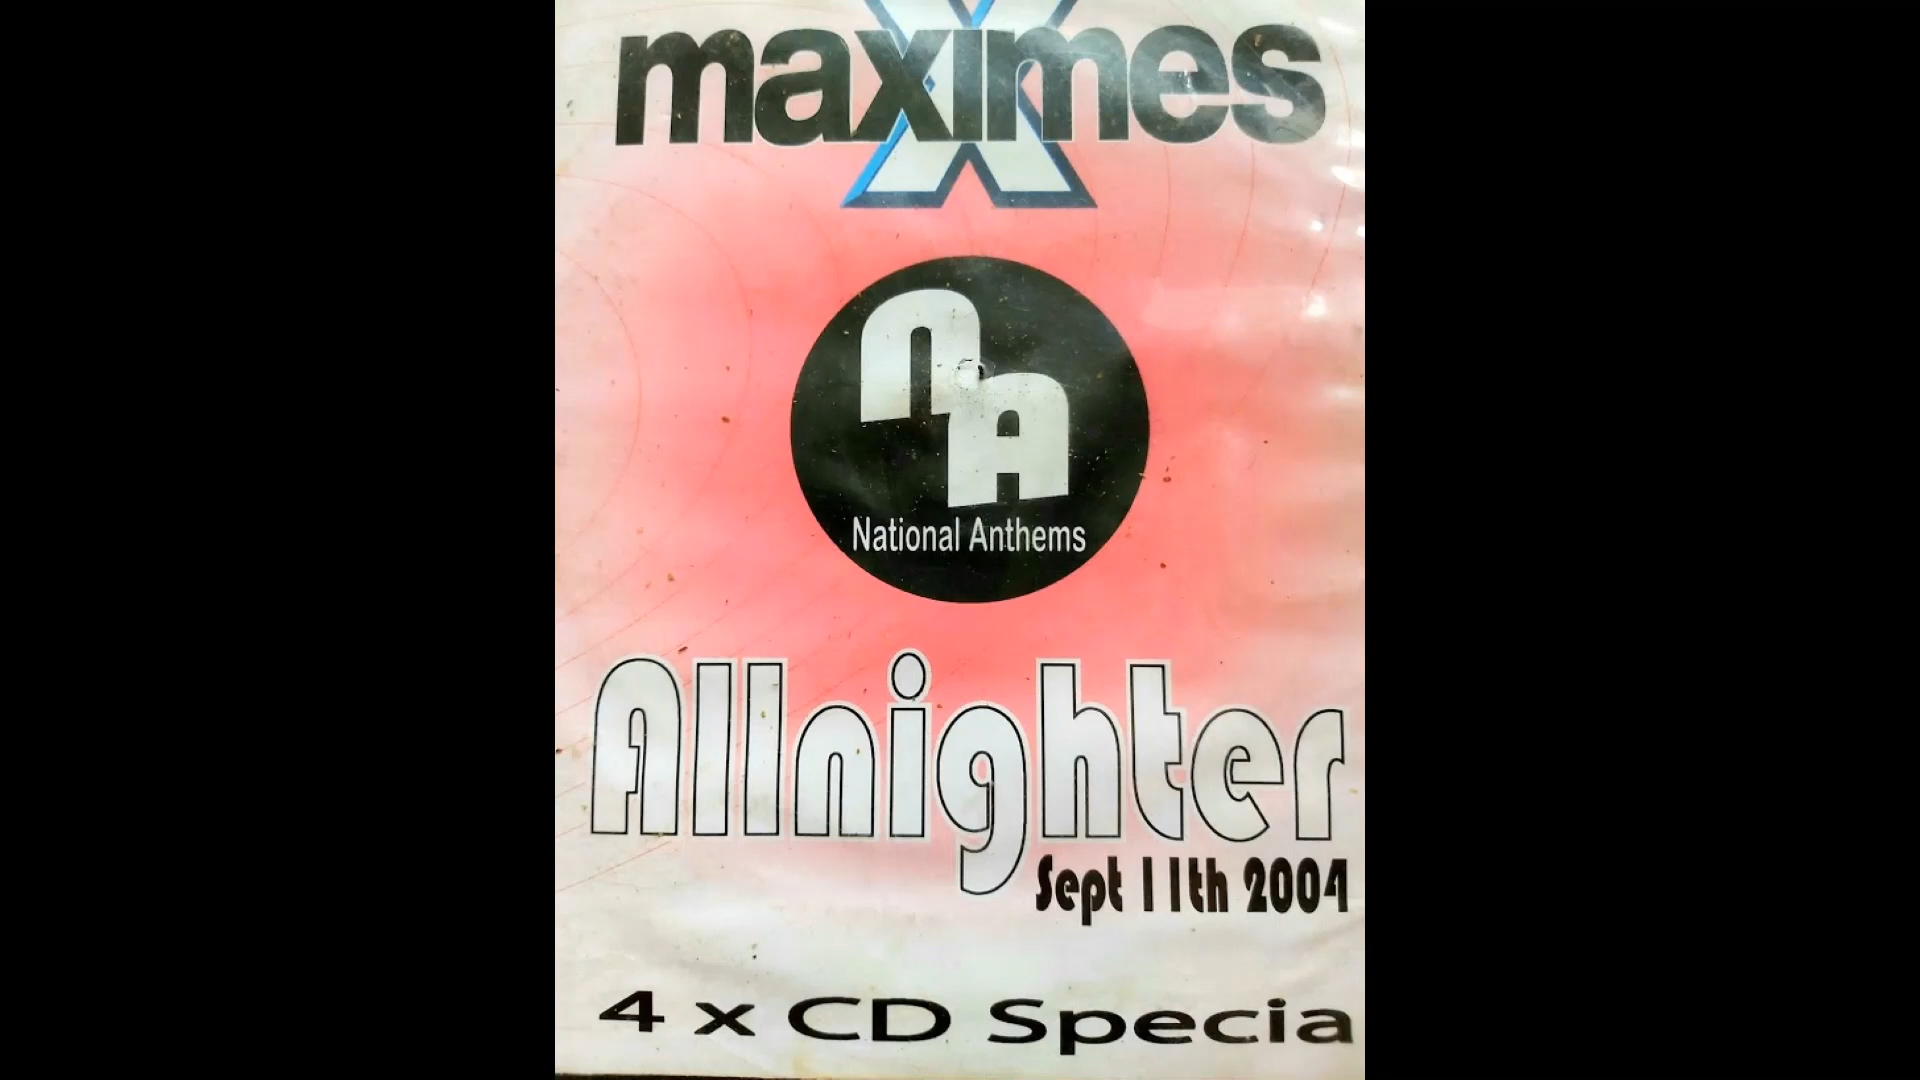 maximes
X
NA
National Anthems
Allnighter
Sept 11th 2004
4 x CD Specia